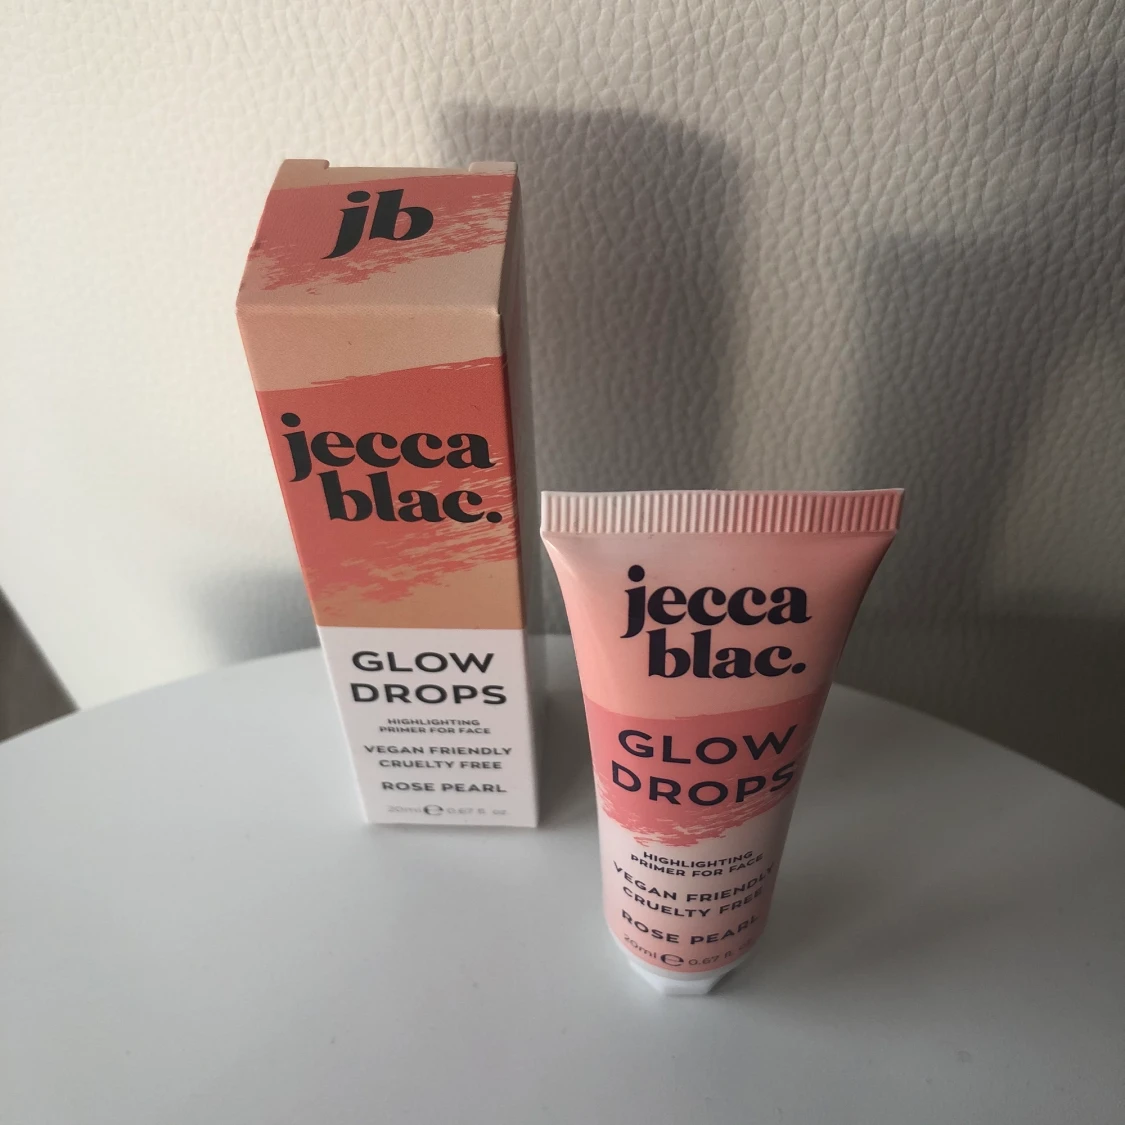 jb
jecca
blac.
GLOW
DROPS
HIGHLIGHTING
PRIMER FOR FACE
VEGAN FRIENDLY
CRUELTY FREE
ROSE PEARL
20ml e 0.67 fl. oz.
jecca
blac.
GLOW
DROPS
HIGHLIGHTING
PRIMER FOR FACE
VEGAN FRIENDLY
CRUELTY FREE
ROSE PEARL
20ml e 0.67 fl. oz.